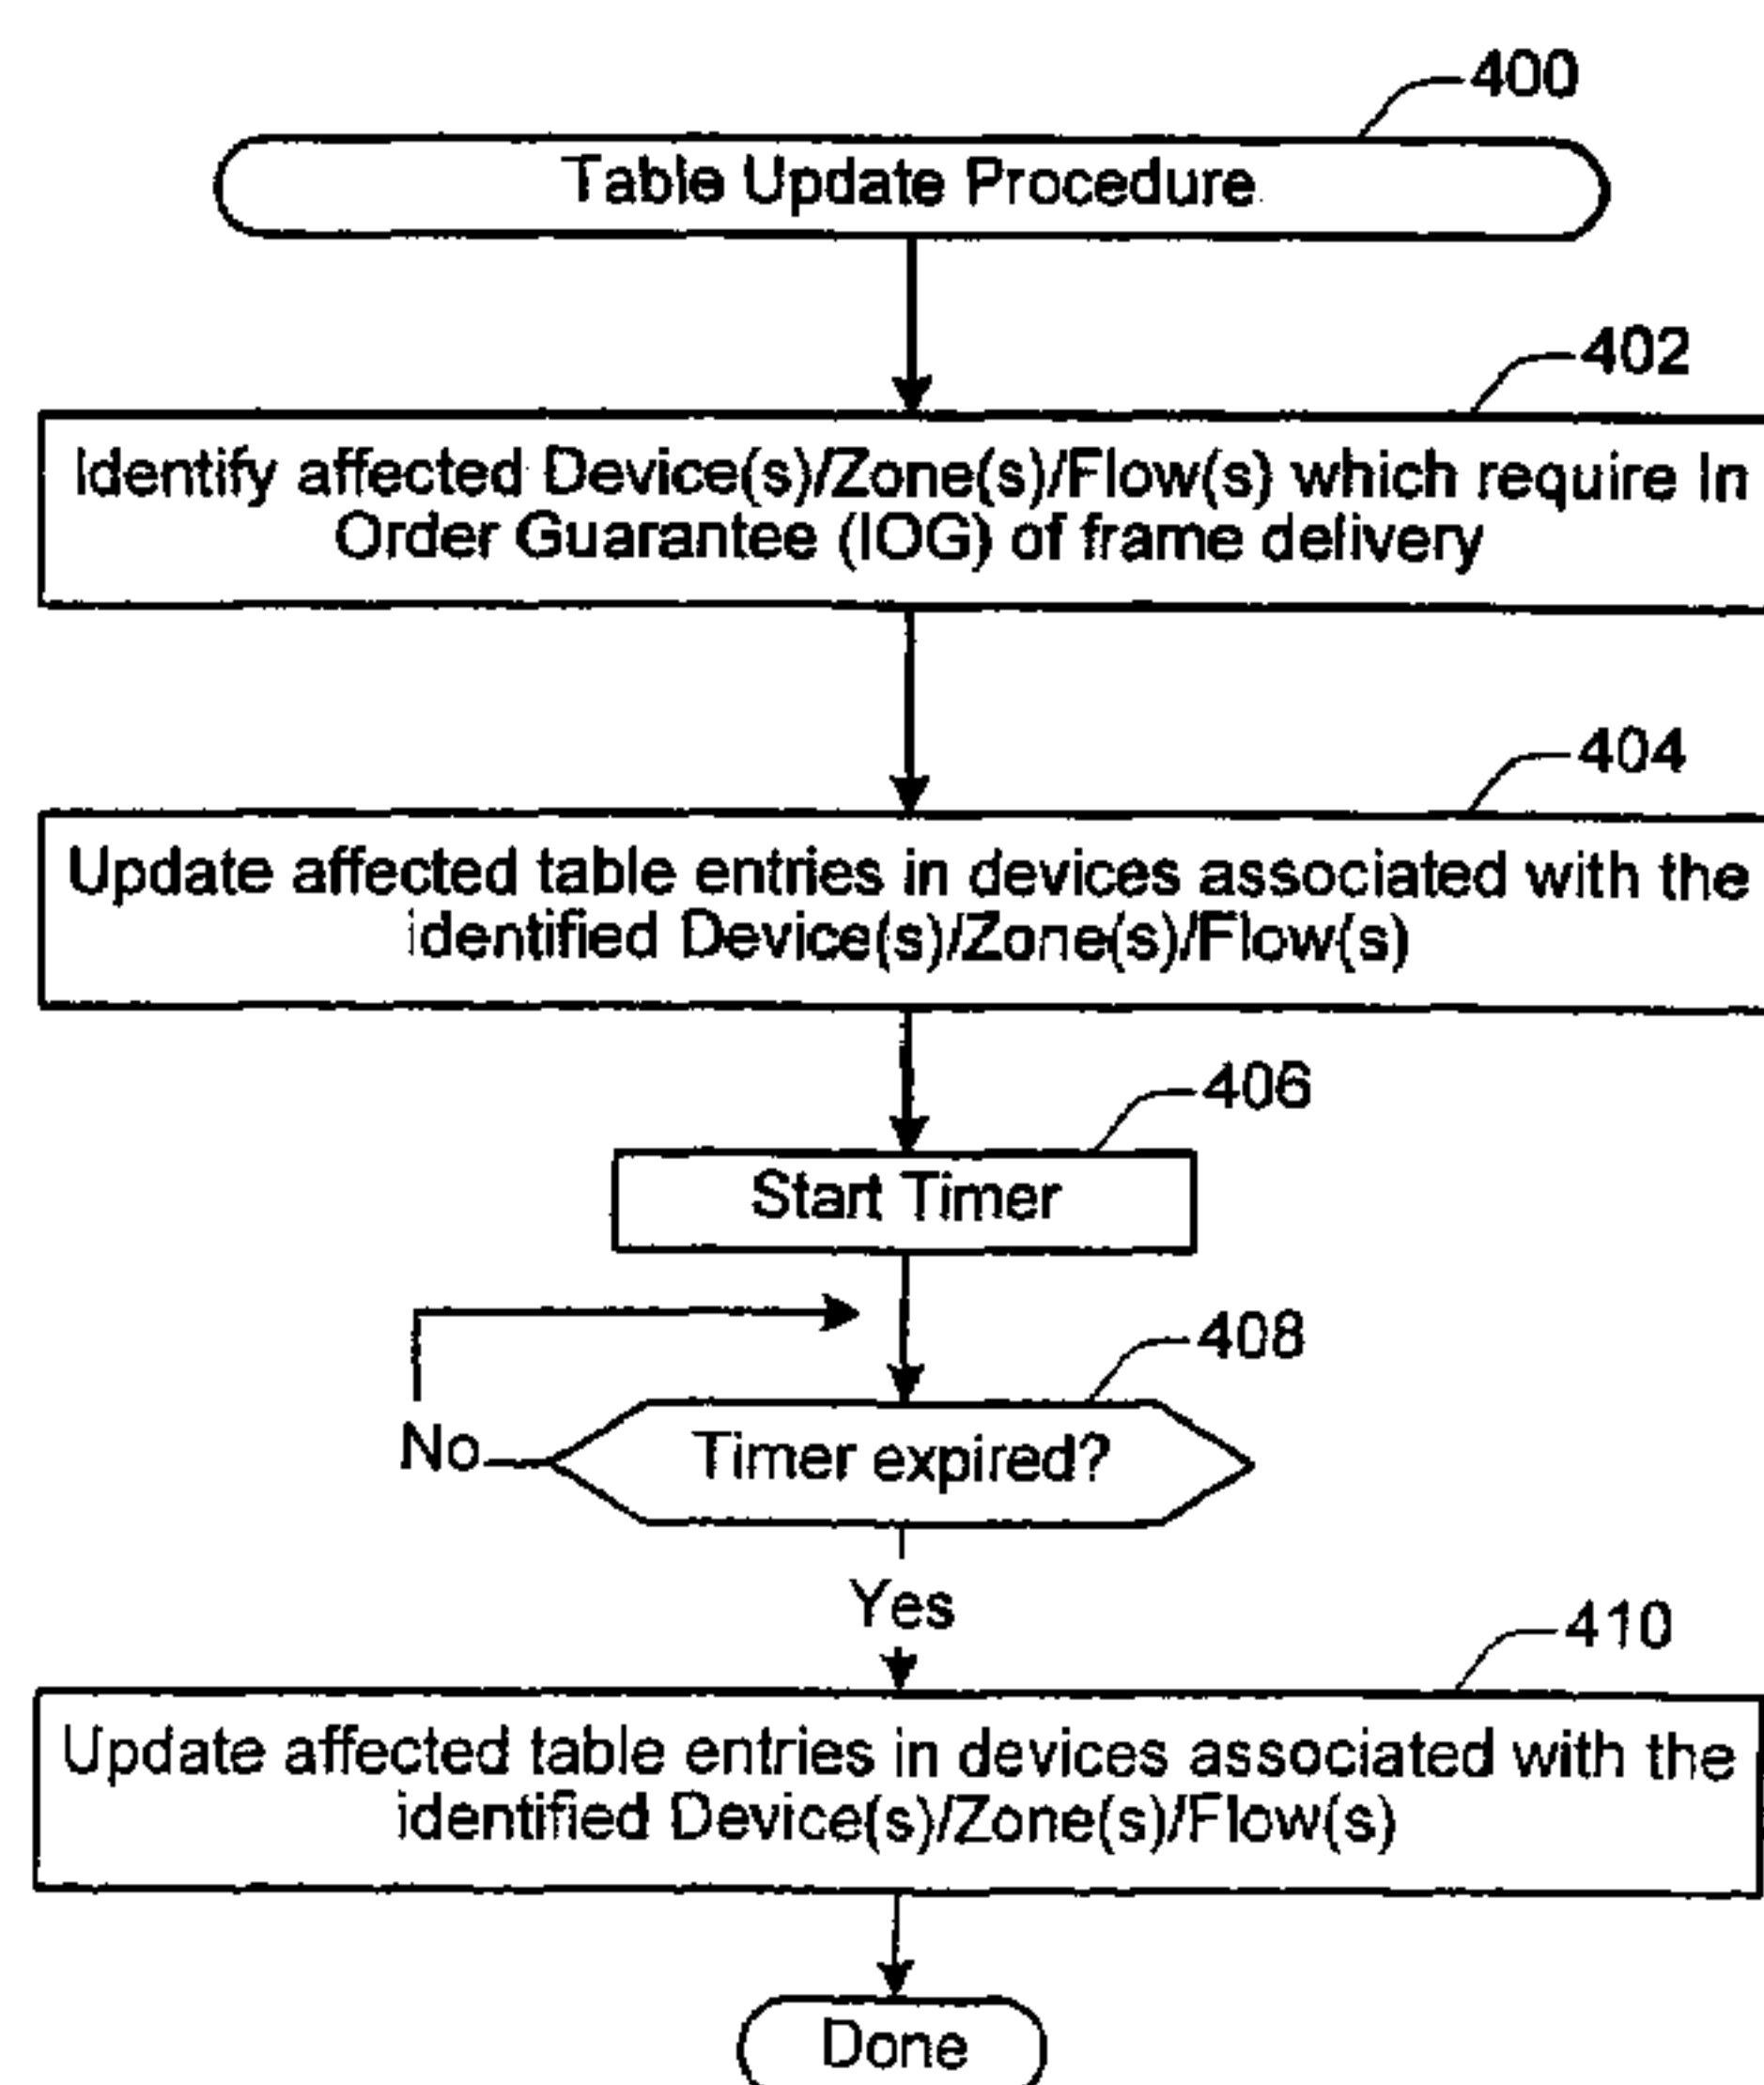 400
Table Update Procedure
402
Identify affected Device(s)/Zone(s)/Flow(s) which require In
Order Guarantee (IOG) of frame delivery
404
Update affected table entries in devices associated with the
identified Device(s)/Zone(s)/Flow(s)
406
Start Timer
408
No
Timer expired?
Yes
410
Update affected table entries in devices associated with the
identified Device(s)/Zone(s)/Flow(s)
Done